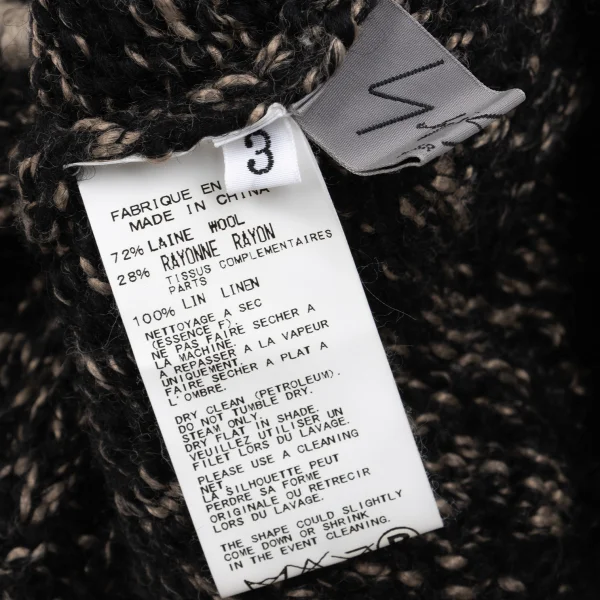 3
FABRIQUE EN
MADE IN CHINA
72% LAINE WOOL
28% RAYONNE RAYON
TISSUS COMPLEMENTAIRES
PARTS
100% LIN LINEN
NETTOYAGE A SEC
(ESSENCE F).
NE PAS FAIRE SECHER A
LA MACHINE.
A REPASSER A LA VAPEUR
UNIQUEMENT.
FAIRE SECHER A PLAT A
L'OMBRE.
DRY CLEAN (PETROLEUM).
DO NOT TUMBLE DRY.
STEAM ONLY.
DRY FLAT IN SHADE.
VEUILLEZ UTILISER UN
FILET LORS DU LAVAGE.
PLEASE USE A CLEANING
NET.
LA SILHOUETTE PEUT
PERDRE SA FORME
ORIGINALE OU RETRECIR
LORS DU LAVAGE.
THE SHAPE COULD SLIGHTLY
COME DOWN OR SHRINK
IN THE EVENT CLEANING.